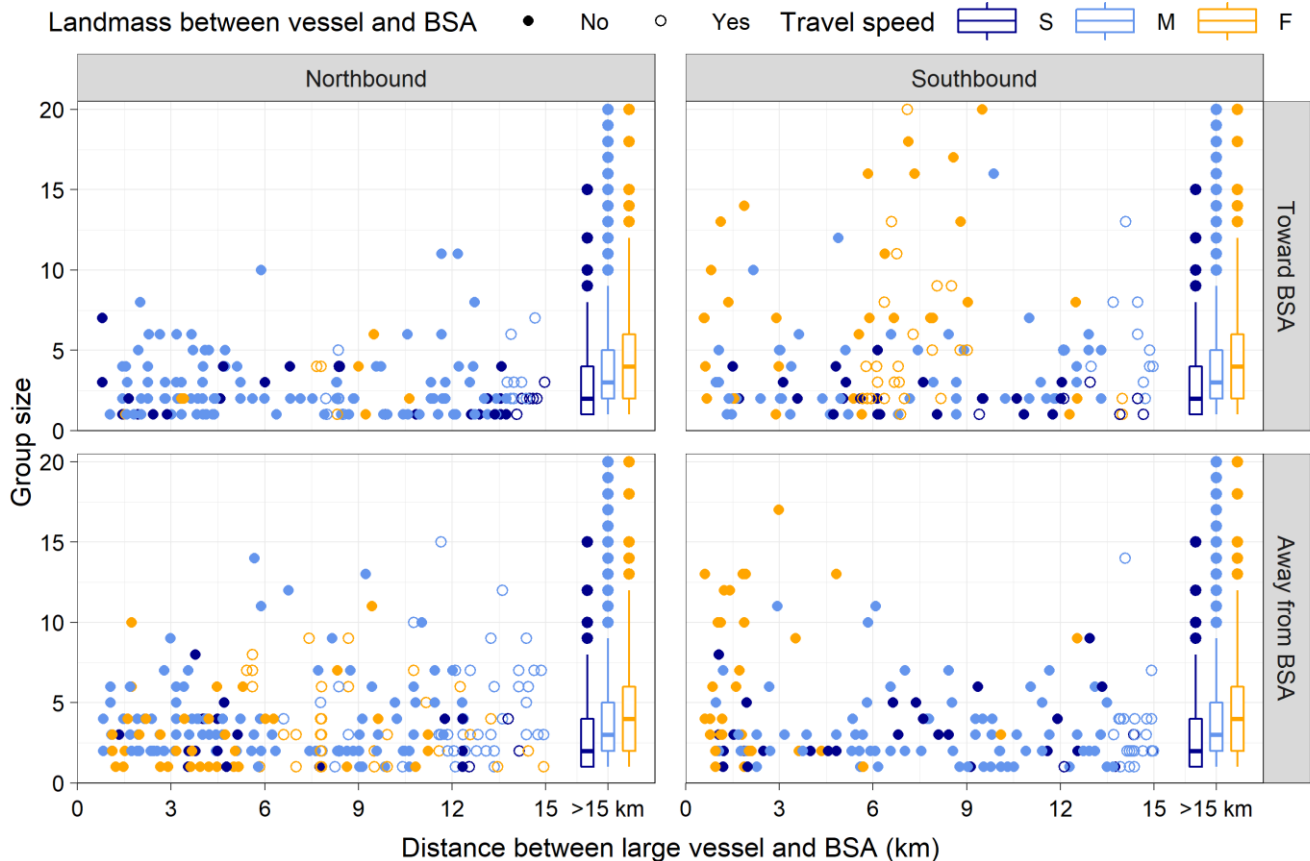 Landmass between vessel and BSA No Yes Travel speed S M F
Northbound Southbound
20
15
10
5
0
Toward BSA
20
15
10
5
0
Away from BSA
Group size
0 3 6 9 12 15 >15 km 0 3 6 9 12 15 >15 km
Distance between large vessel and BSA (km)